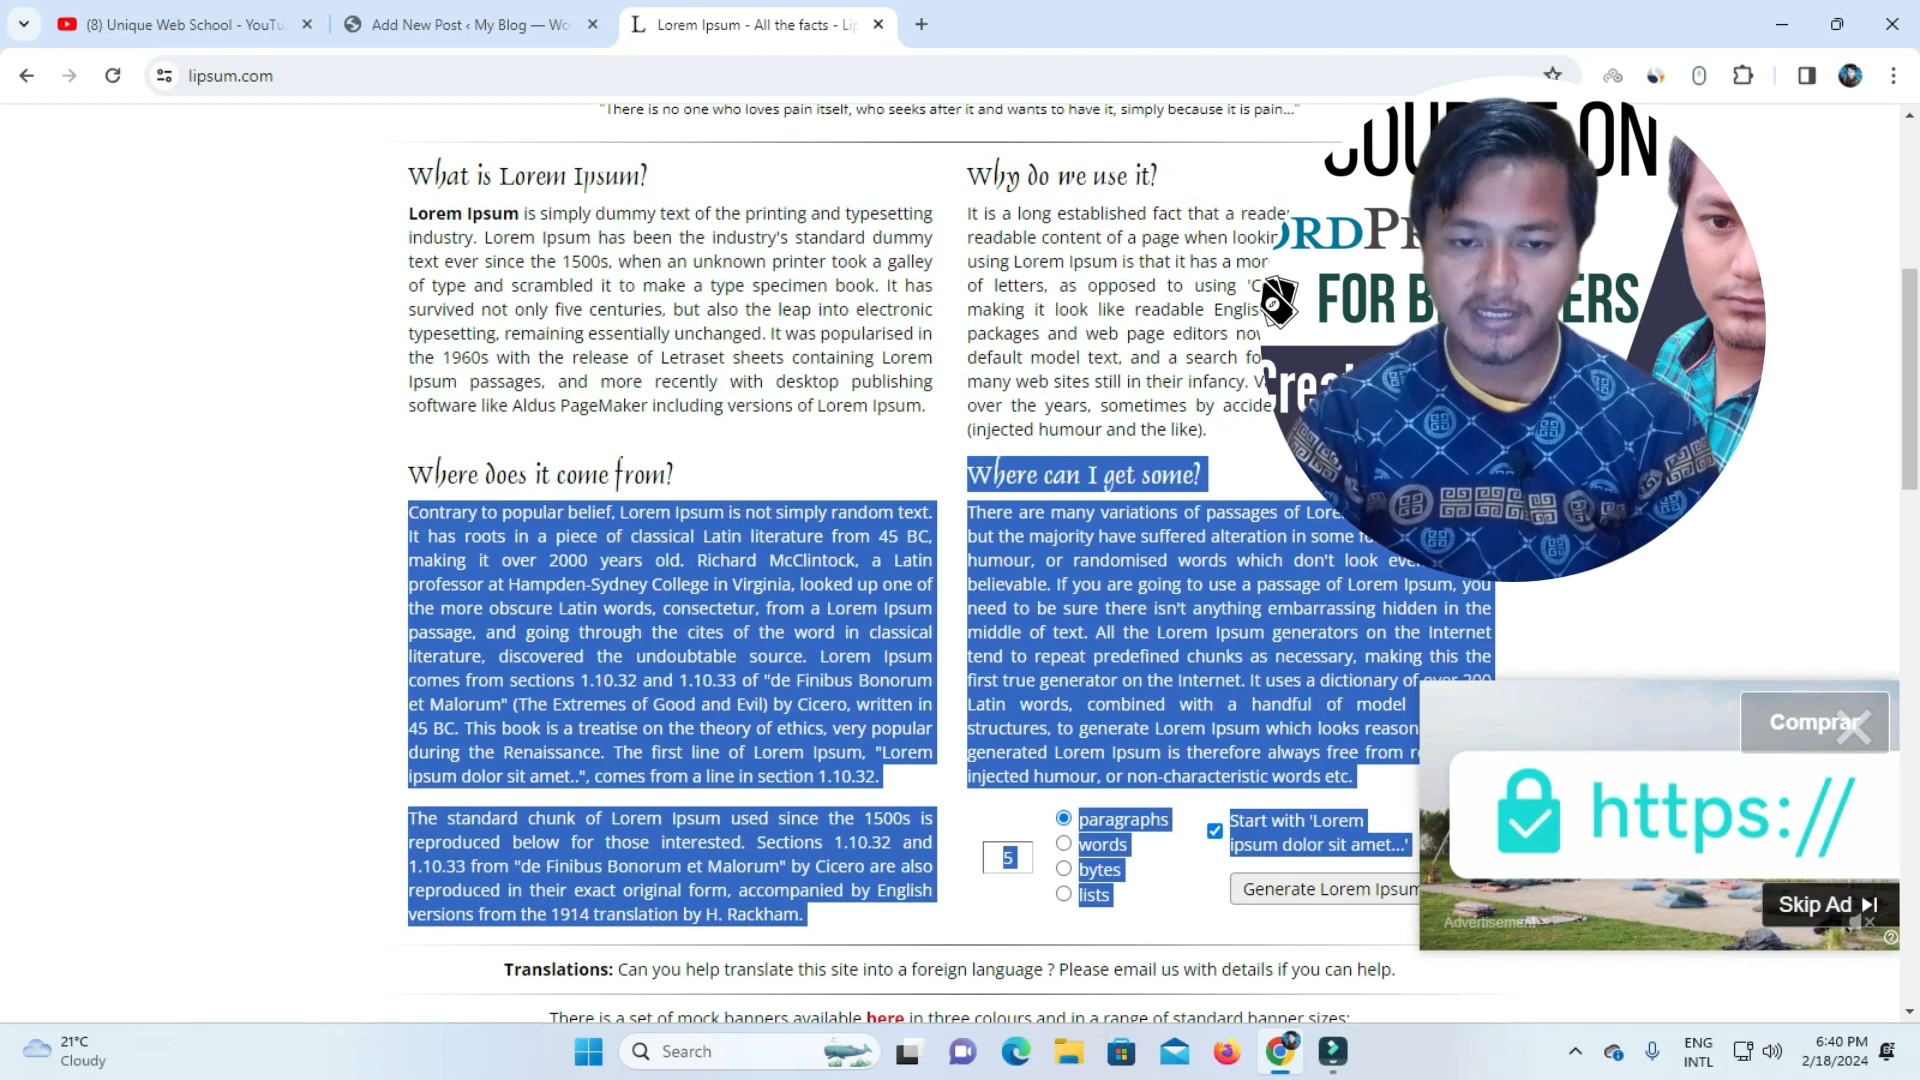 (8) Unique Web School - YouTu
Add New Post ‹ My Blog — Wo
Lorem Ipsum - All the facts - Lip
lipsum.com
"There is no one who loves pain itself, who seeks after it and wants to have it, simply because it is pain..."
What is Lorem Ipsum?
Lorem Ipsum is simply dummy text of the printing and typesetting
industry. Lorem Ipsum has been the industry's standard dummy
text ever since the 1500s, when an unknown printer took a galley
of type and scrambled it to make a type specimen book. It has
survived not only five centuries, but also the leap into electronic
typesetting, remaining essentially unchanged. It was popularised in
the 1960s with the release of Letraset sheets containing Lorem
Ipsum passages, and more recently with desktop publishing
software like Aldus PageMaker including versions of Lorem Ipsum.
Why do we use it?
It is a long established fact that a reader
readable content of a page when lookin
using Lorem Ipsum is that it has a mor
of letters, as opposed to using 'C
making it look like readable Englis
packages and web page editors nov
default model text, and a search fo
many web sites still in their infancy. V
over the years, sometimes by accide
(injected humour and the like).
ON
ORDPR
FOR B ERS
Crea
Where does it come from?
Contrary to popular belief, Lorem Ipsum is not simply random text.
It has roots in a piece of classical Latin literature from 45 BC,
making it over 2000 years old. Richard McClintock, a Latin
professor at Hampden-Sydney College in Virginia, looked up one of
the more obscure Latin words, consectetur, from a Lorem Ipsum
passage, and going through the cites of the word in classical
literature, discovered the undoubtable source. Lorem Ipsum
comes from sections 1.10.32 and 1.10.33 of "de Finibus Bonorum
et Malorum" (The Extremes of Good and Evil) by Cicero, written in
45 BC. This book is a treatise on the theory of ethics, very popular
during the Renaissance. The first line of Lorem Ipsum, "Lorem
ipsum dolor sit amet..", comes from a line in section 1.10.32.
The standard chunk of Lorem Ipsum used since the 1500s is
reproduced below for those interested. Sections 1.10.32 and
1.10.33 from "de Finibus Bonorum et Malorum" by Cicero are also
reproduced in their exact original form, accompanied by English
versions from the 1914 translation by H. Rackham.
Where can I get some?
There are many variations of passages of Lore
but the majority have suffered alteration in some fo
humour, or randomised words which don't look eve
believable. If you are going to use a passage of Lorem Ipsum, you
need to be sure there isn't anything embarrassing hidden in the
middle of text. All the Lorem Ipsum generators on the Internet
tend to repeat predefined chunks as necessary, making this the
first true generator on the Internet. It uses a dictionary of over 200
Latin words, combined with a handful of model
structures, to generate Lorem Ipsum which looks reason
generated Lorem Ipsum is therefore always free from re
injected humour, or non-characteristic words etc.
5
paragraphs
words
bytes
lists
Start with 'Lorem
ipsum dolor sit amet...'
Generate Lorem Ipsum
Comprar
https://
Skip Ad
Advertisement
Translations: Can you help translate this site into a foreign language ? Please email us with details if you can help.
There is a set of mock banners available here in three colours and in a range of standard banner sizes:
21°C
Cloudy
Search
ENG
INTL
6:40 PM
2/18/2024